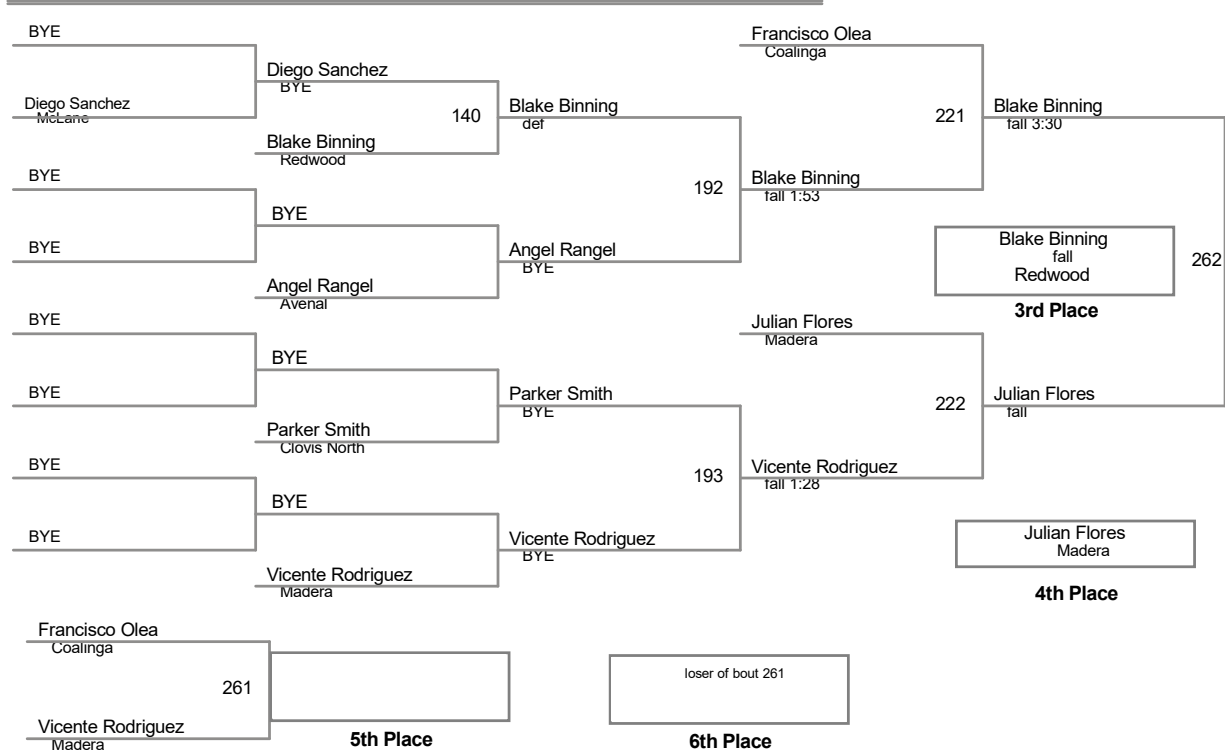 BYE
Diego Sanchez
McLane
BYE
BYE
BYE
BYE
BYE
BYE
Diego Sanchez
BYE
140
Blake Binning
Redwood
BYE
Angel Rangel
Avenal
BYE
Parker Smith
Clovis North
BYE
Vicente Rodriguez
Madera
Blake Binning
def
192
Angel Rangel
BYE
Parker Smith
BYE
193
Vicente Rodriguez
BYE
Francisco Olea
Coalinga
221
Blake Binning
fall 1:53
Julian Flores
Madera
222
Vicente Rodriguez
fall 1:28
Blake Binning
fall 3:30
262
Julian Flores
fall
Blake Binning
fall
Redwood
3rd Place
Julian Flores
Madera
4th Place
Francisco Olea
Coalinga
261
Vicente Rodriguez
Madera
5th Place
loser of bout 261
6th Place